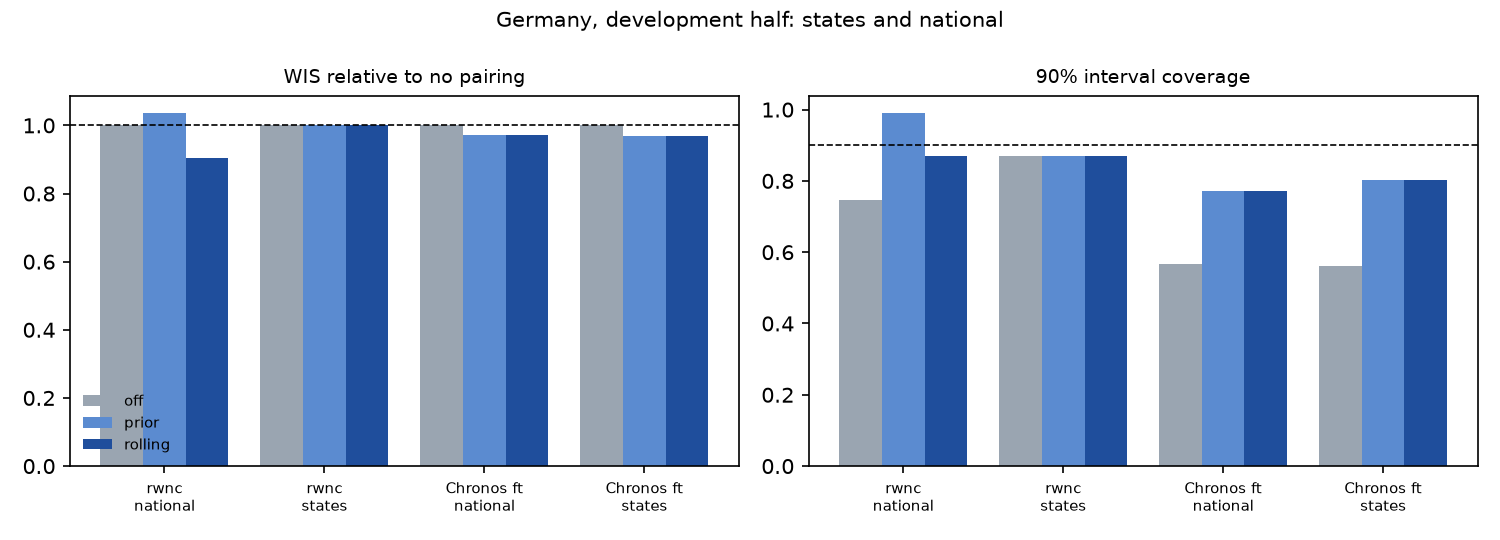 Germany, development half: states and national
WIS relative to no pairing
1.0
0.8
0.6
0.4
0.2
0.0
off
prior
rolling
rwnc
national
rwnc
states
Chronos ft
national
Chronos ft
states
90% interval coverage
1.0
0.8
0.6
0.4
0.2
0.0
rwnc
national
rwnc
states
Chronos ft
national
Chronos ft
states